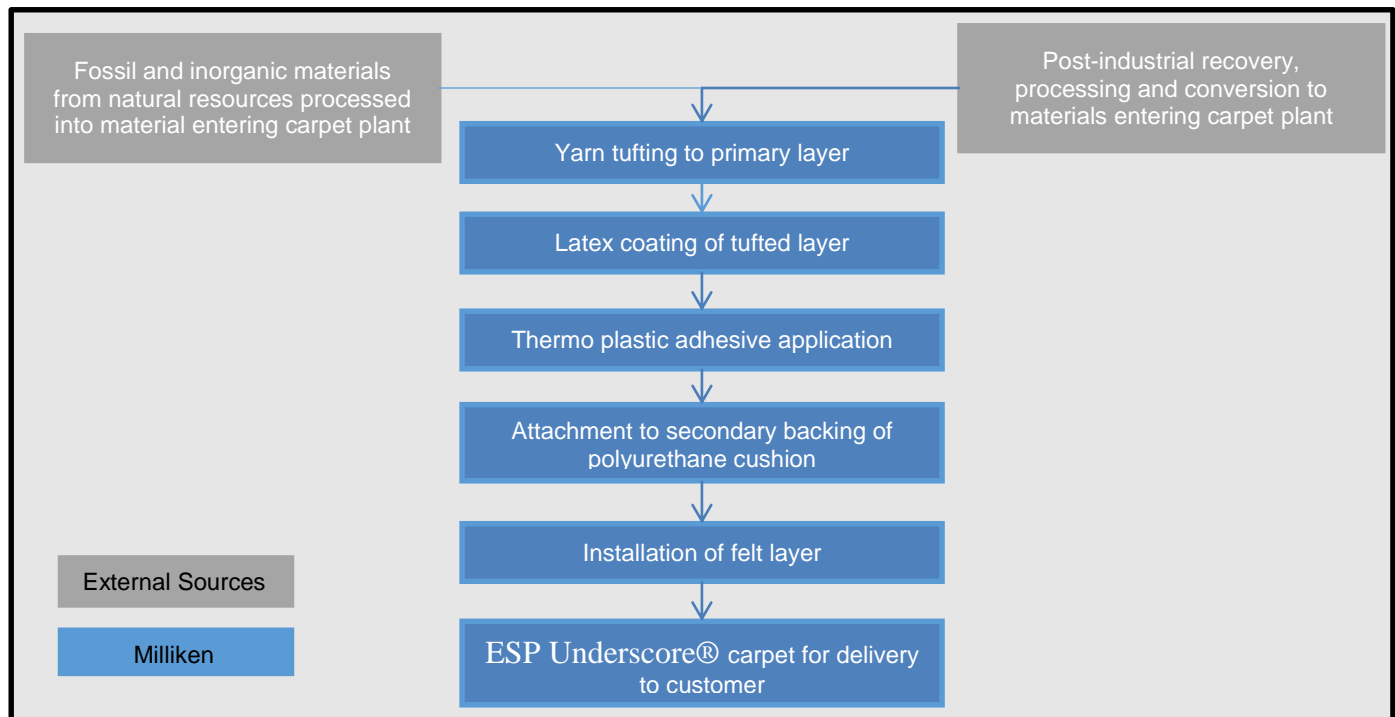 Fossil and inorganic materials
from natural resources processed
into material entering carpet plant
Post-industrial recovery,
processing and conversion to
materials entering carpet plant
Yarn tufting to primary layer
Latex coating of tufted layer
Thermo plastic adhesive application
Attachment to secondary backing of
polyurethane cushion
Installation of felt layer
External Sources
Milliken
ESP Underscore® carpet for delivery
to customer